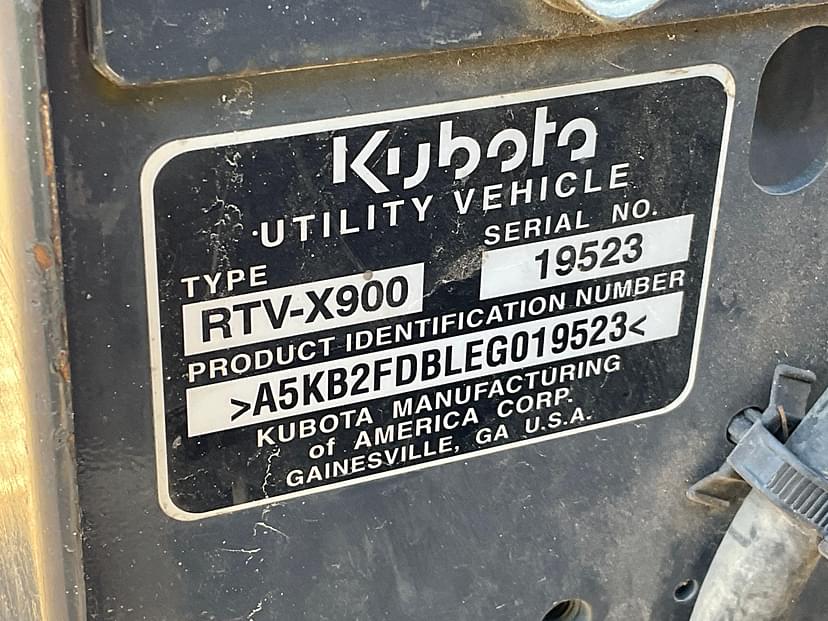 Kubota
UTILITY VEHICLE
TYPE
SERIAL NO.
RTV-X900
19523
PRODUCT IDENTIFICATION NUMBER
>A5KB2FDBLEG019523<
KUBOTA MANUFACTURING
of AMERICA CORP.
GAINESVILLE, GA U.S.A.